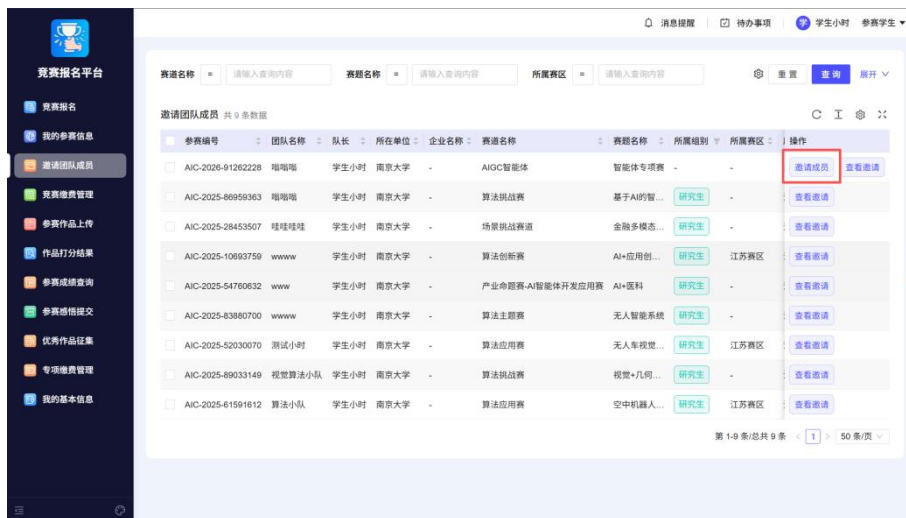 消息提醒 待办事项 学 学生小时 参赛学生
竞赛报名平台
竞赛报名
我的参赛信息
邀请团队成员
竞赛缴费管理
参赛作品上传
作品打分结果
参赛成绩查询
参赛感悟提交
优秀作品征集
专项缴费管理
我的基本信息
赛道名称 = 请输入查询内容 赛题名称 = 请输入查询内容 所属赛区 = 请输入查询内容 重置 查询 展开
邀请团队成员 共 9 条数据
参赛编号 团队名称 队长 所在单位 企业名称 赛道名称 赛题名称 所属组别 所属赛区 操作
AIC-2026-91262228 嗡嗡嗡 学生小时 南京大学 - AIGC智能体 智能体专项赛 - - 邀请成员 查看邀请
AIC-2025-86959363 嗡嗡嗡 学生小时 南京大学 - 算法挑战赛 基于AI的智... 研究生 - 查看邀请
AIC-2025-28453507 哇哇哇哇 学生小时 南京大学 - 场景挑战赛道 金融多模态... 研究生 - 查看邀请
AIC-2025-10693759 wwww 学生小时 南京大学 - 算法创新赛 AI+应用创... 研究生 江苏赛区 查看邀请
AIC-2025-54760632 www 学生小时 南京大学 - 产业命题赛-AI智能体开发应用赛 AI+医科 研究生 - 查看邀请
AIC-2025-83880700 wwww 学生小时 南京大学 - 算法主题赛 无人智能系统 研究生 - 查看邀请
AIC-2025-52030070 测试小时 学生小时 南京大学 - 算法应用赛 无人车视觉... 研究生 江苏赛区 查看邀请
AIC-2025-89033149 视觉算法小队 学生小时 南京大学 - 算法挑战赛 视觉+几何... 研究生 - 查看邀请
AIC-2025-61591612 算法小队 学生小时 南京大学 - 算法应用赛 空中机器人... 研究生 江苏赛区 查看邀请
第 1-9 条/总共 9 条 < 1 > 50 条/页